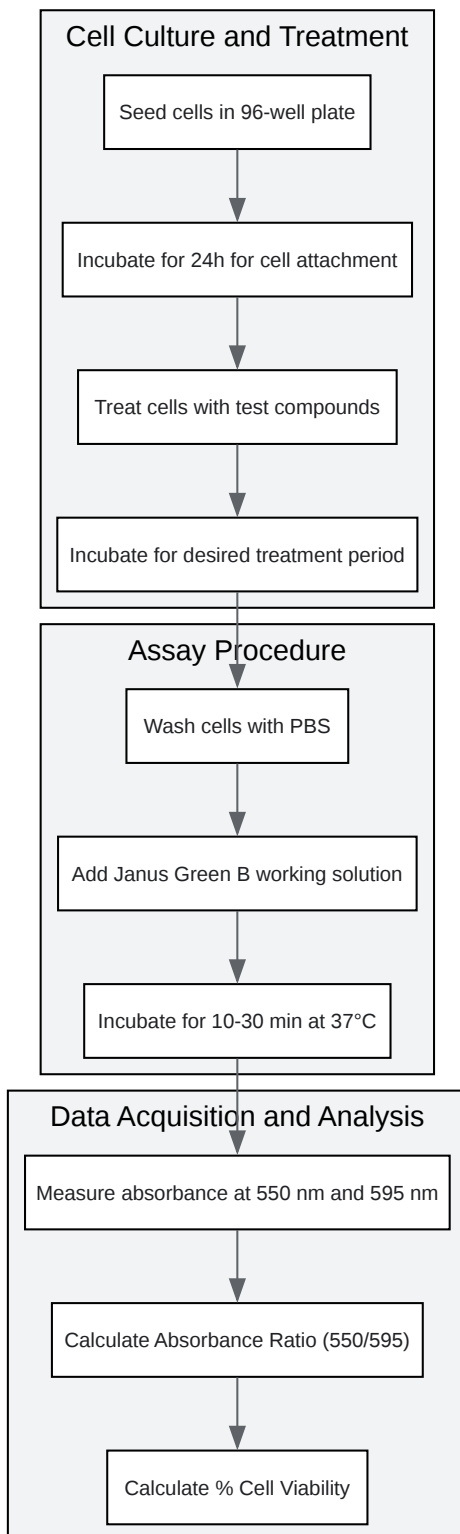 Cell Culture and Treatment
Seed cells in 96-well plate
Incubate for 24h for cell attachment
Treat cells with test compounds
Incubate for desired treatment period
Assay Procedure
Wash cells with PBS
Add Janus Green B working solution
Incubate for 10-30 min at 37°C
Data Acquisition and Analysis
Measure absorbance at 550 nm and 595 nm
Calculate Absorbance Ratio (550/595)
Calculate % Cell Viability